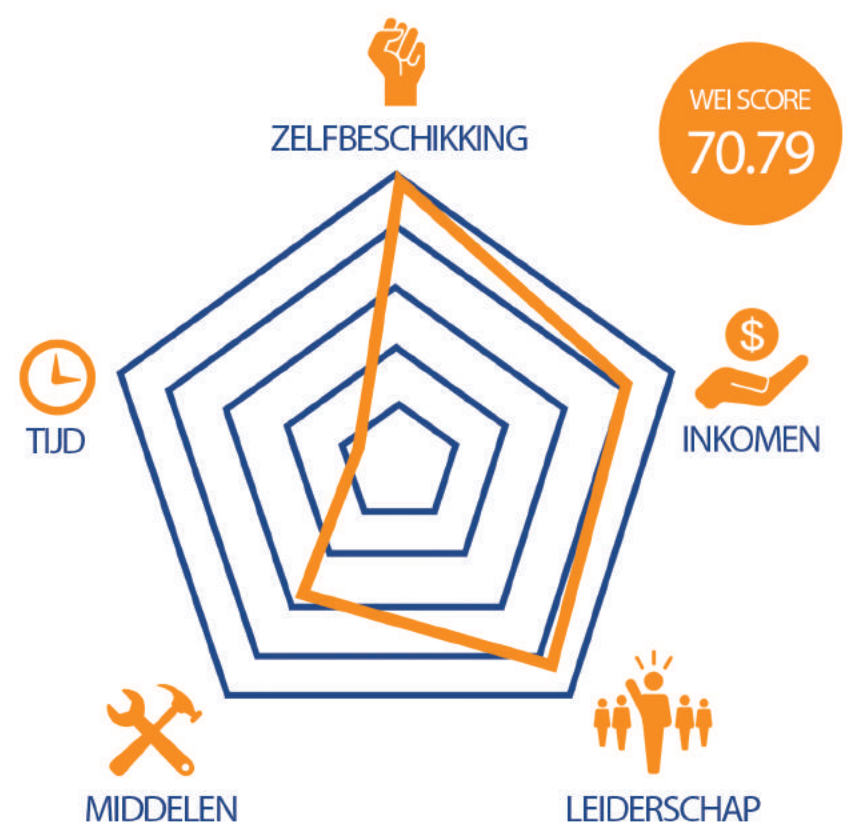 ZELFBESCHIKKING
WEI SCORE
70.79
$
INKOMEN
TIJD
MIDDELEN
LEIDERSCHAP